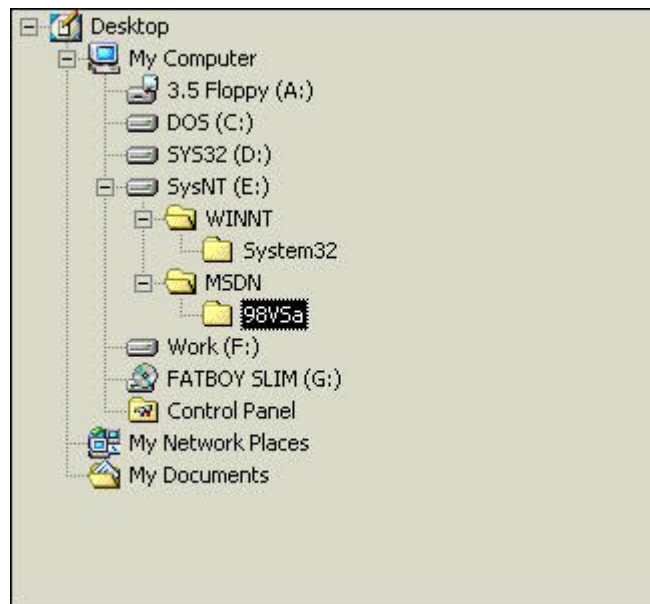 Desktop
My Computer
3.5 Floppy (A:)
DOS (C:)
SYS32 (D:)
SysNT (E:)
WINNT
System32
MSDN
98VSa
Work (F:)
FATBOY SLIM (G:)
Control Panel
My Network Places
My Documents